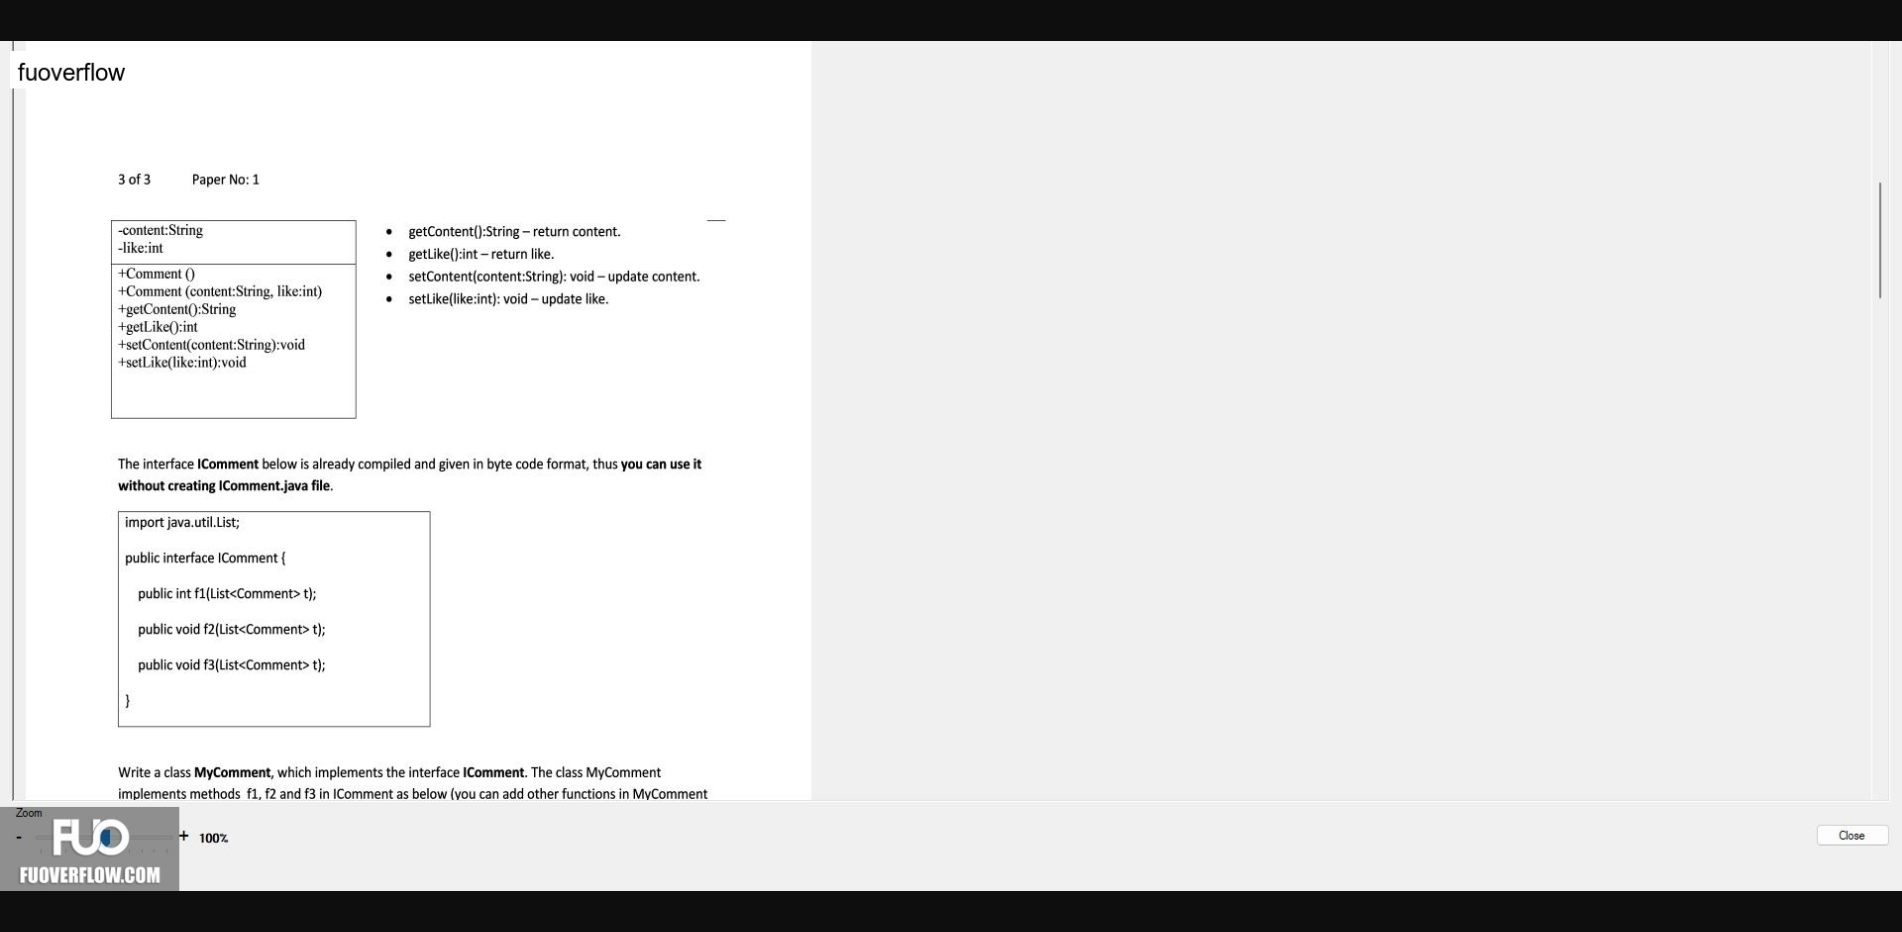 fuoverflow
3 of 3 Paper No: 1
-content:String
-like:int
+Comment ()
+Comment (content:String, like:int)
+getContent():String
+getLike():int
+setContent(content:String):void
+setLike(like:int):void
• getContent():String – return content.
• getLike():int – return like.
• setContent(content:String): void – update content.
• setLike(like:int): void – update like.
The interface IComment below is already compiled and given in byte code format, thus you can use it
without creating IComment.java file.
import java.util.List;
public interface IComment {
public int f1(List<Comment> t);
public void f2(List<Comment> t);
public void f3(List<Comment> t);
}
Write a class MyComment, which implements the interface IComment. The class MyComment
implements methods f1, f2 and f3 in IComment as below (you can add other functions in MyComment
Zoom
- + 100%
FUO
FUOVERFLOW.COM
Close